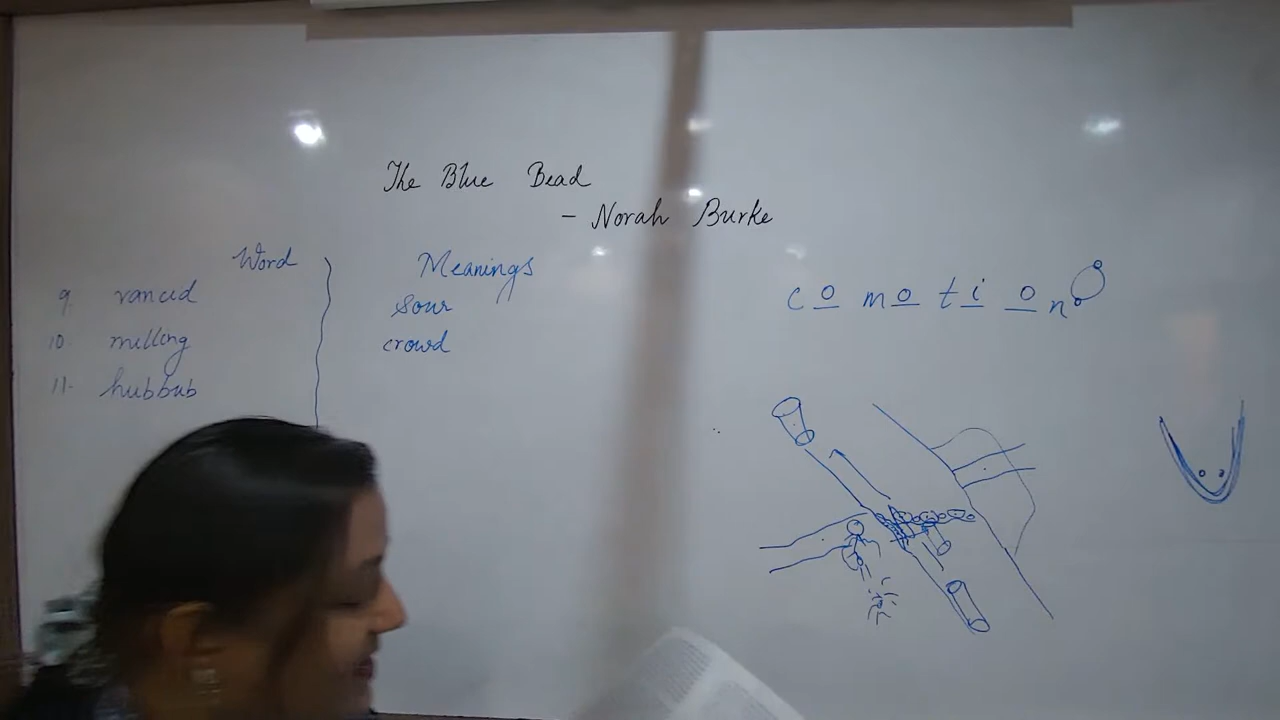 The Blue Bead
- Norah Burke
Word Meanings
9. rancid sour
10. milling crowd
11. hubbub
c o m o t i o n